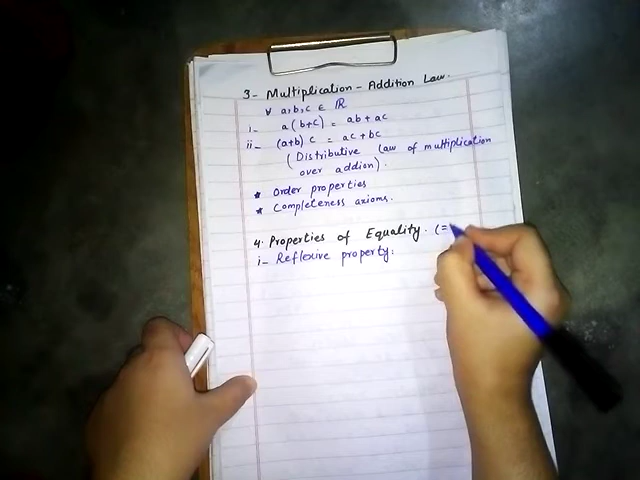 3- Multiplication - Addition Law.
∀ a,b,c ∈ ℝ
i- a(b+c) = ab + ac
ii- (a+b) c = ac + bc
(Distributive law of multiplication
over addion).
* Order properties
* Completeness axioms.
4. Properties of Equality. (=
i- Reflexive property: